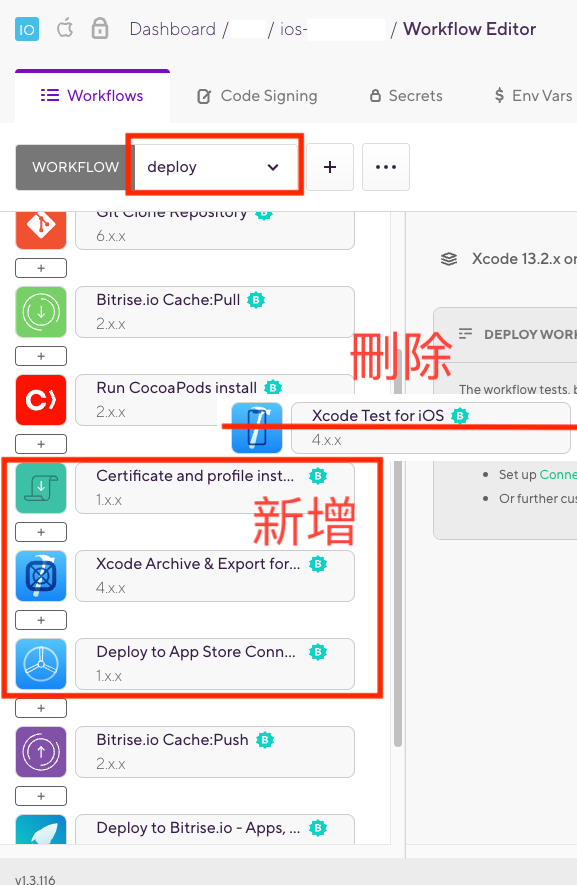 IO Dashboard / / ios- / Workflow Editor
Workflows Code Signing Secrets $ Env Vars
WORKFLOW deploy + ...
Git Clone Repository
6.x.x
+
Xcode 13.2.x or
Bitrise.io Cache:Pull
2.x.x
+
DEPLOY WORK
刪除
Run CocoaPods install
2.x.x
The workflow tests, b
Xcode Test for iOS
4.x.x
+
Certificate and profile inst...
1.x.x
新增
Set up Conne
Or further cus
+
Xcode Archive & Export for...
4.x.x
+
Deploy to App Store Conn...
1.x.x
+
Bitrise.io Cache:Push
2.x.x
+
Deploy to Bitrise.io - Apps, ...
v1.3.116